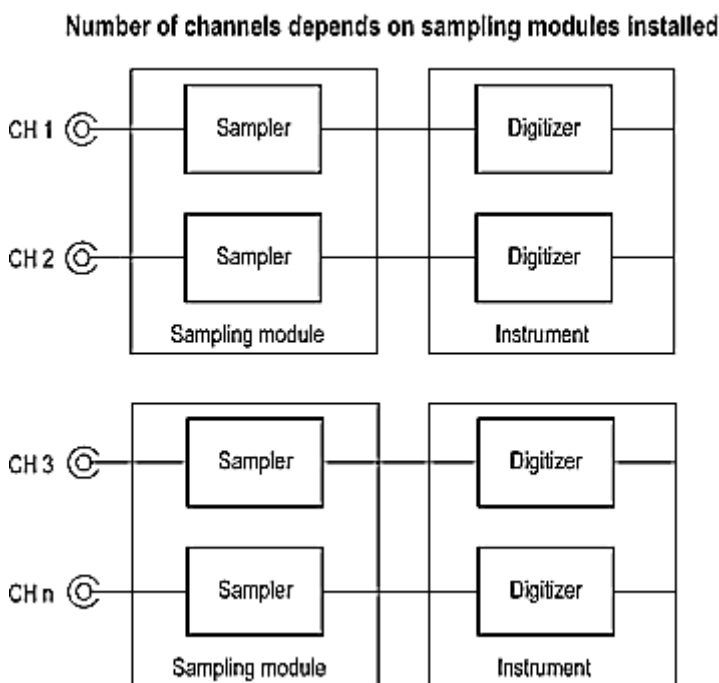 Number of channels depends on sampling modules installed
CH 1
Sampler
Digitizer
CH 2
Sampler
Digitizer
Sampling module
Instrument
CH 3
Sampler
Digitizer
CH n
Sampler
Digitizer
Sampling module
Instrument